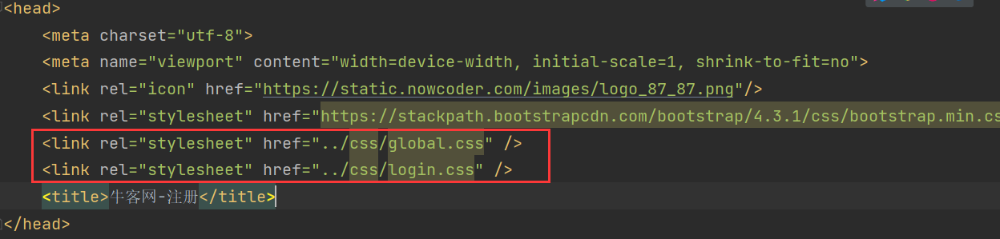 <head>
<meta charset="utf-8">
<meta name="viewport" content="width=device-width, initial-scale=1, shrink-to-fit=no">
<link rel="icon" href="https://static.nowcoder.com/images/logo_87_87.png"/>
<link rel="stylesheet" href="https://stackpath.bootstrapcdn.com/bootstrap/4.3.1/css/bootstrap.min.cs
<link rel="stylesheet" href="../css/global.css" />
<link rel="stylesheet" href="../css/login.css" />
<title>牛客网-注册</title>
</head>